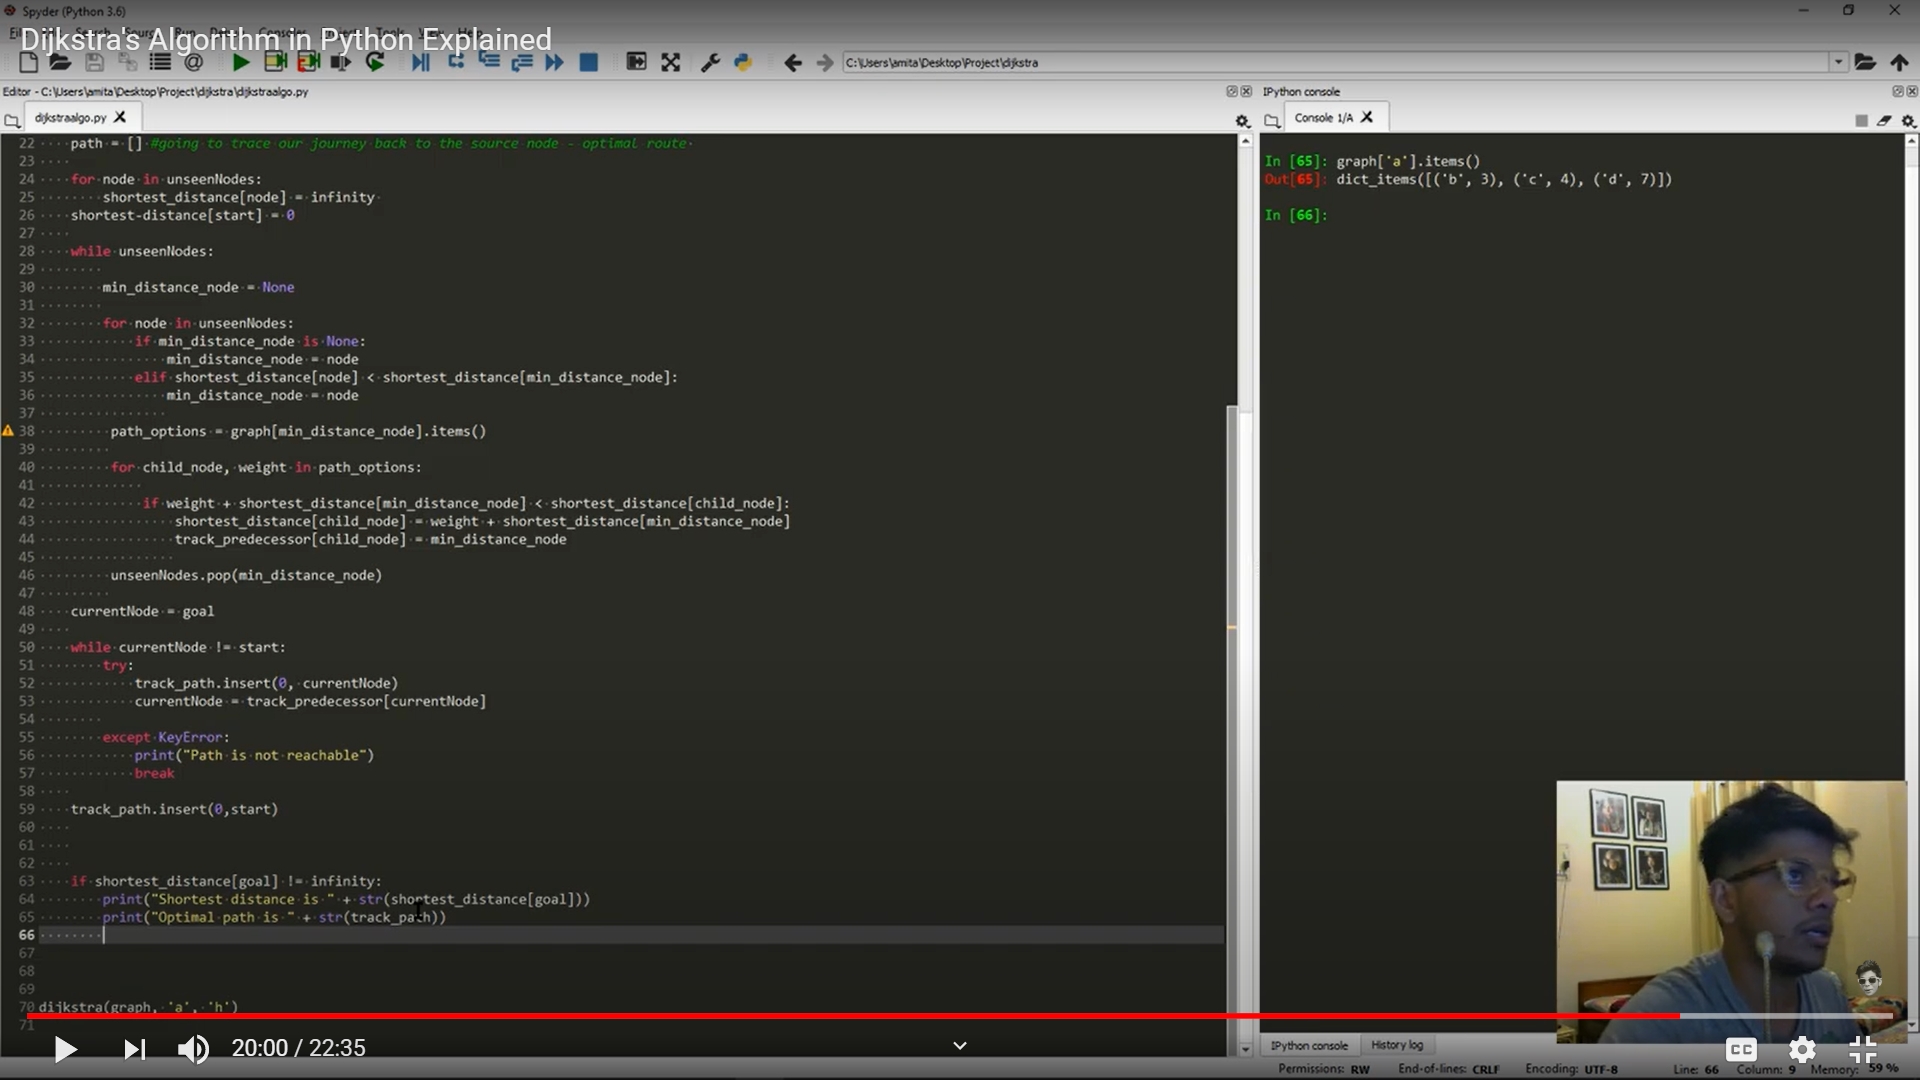 Spyder (Python 3.6)
Dijkstra's Algorithm in Python Explained
C:\Users\amita\Desktop\Project\dijkstra
Editor - C:\Users\amita\Desktop\Project\dijkstra\dijkstraalgo.py
dijkstraalgo.py
22 path = [] #going to trace our journey back to the source node - optimal route
23
24 for node in unseenNodes:
25 shortest_distance[node] = infinity
26 shortest-distance[start] = 0
27
28 while unseenNodes:
29
30 min_distance_node = None
31
32 for node in unseenNodes:
33 if min_distance_node is None:
34 min_distance_node = node
35 elif shortest_distance[node] < shortest_distance[min_distance_node]:
36 min_distance_node = node
37
38 path_options = graph[min_distance_node].items()
39
40 for child_node, weight in path_options:
41
42 if weight + shortest_distance[min_distance_node] < shortest_distance[child_node]:
43 shortest_distance[child_node] = weight + shortest_distance[min_distance_node]
44 track_predecessor[child_node] = min_distance_node
45
46 unseenNodes.pop(min_distance_node)
47
48 currentNode = goal
49
50 while currentNode != start:
51 try:
52 track_path.insert(0, currentNode)
53 currentNode = track_predecessor[currentNode]
54
55 except KeyError:
56 print("Path is not reachable")
57 break
58
59 track_path.insert(0,start)
60
61
62
63 if shortest_distance[goal] != infinity:
64 print("Shortest distance is " + str(shortest_distance[goal]))
65 print("Optimal path is " + str(track_path))
66
67
68
69
70 dijkstra(graph, 'a', 'h')
71
IPython console
Console 1/A
In [65]: graph['a'].items()
Out[65]: dict_items([('b', 3), ('c', 4), ('d', 7)])
In [66]:
20:00 / 22:35
CC
IPython console
History log
Permissions: RW End-of-lines: CRLF Encoding: UTF-8 Line: 66 Column: 9 Memory: 59 %